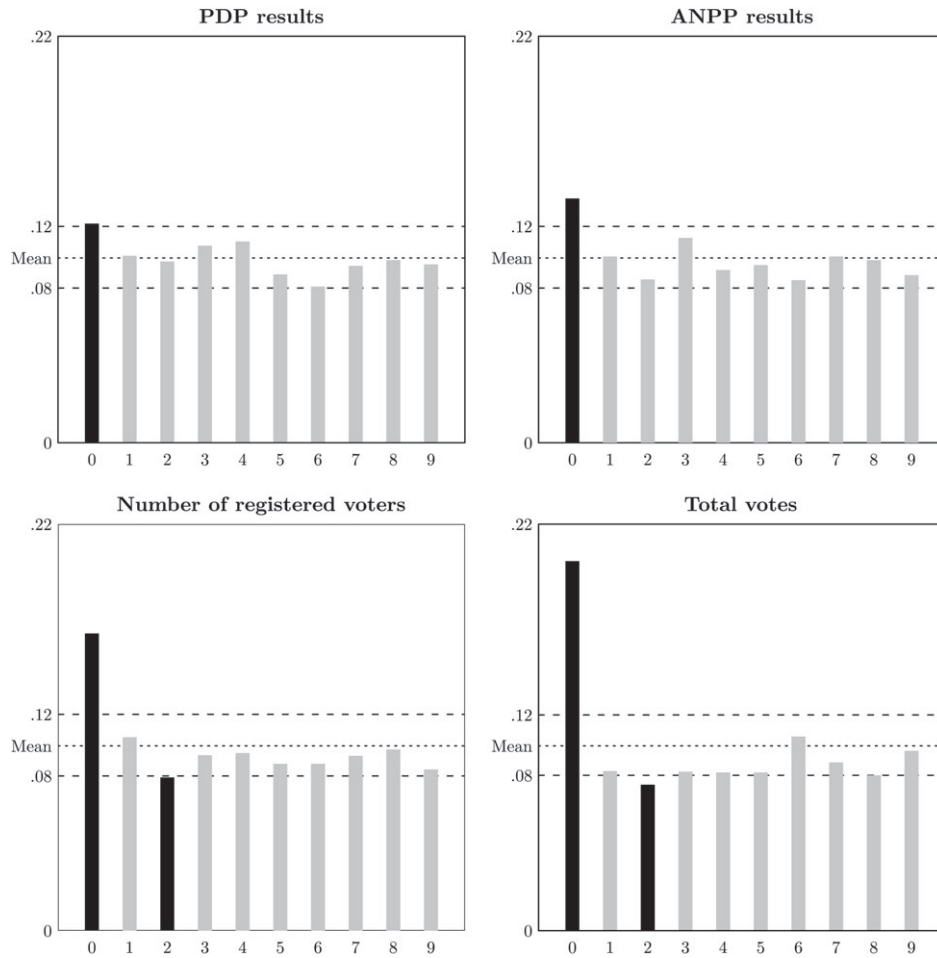 PDP results
.22
.12
Mean
.08
0
0 1 2 3 4 5 6 7 8 9
ANPP results
.22
.12
Mean
.08
0
0 1 2 3 4 5 6 7 8 9
Number of registered voters
.22
.12
Mean
.08
0
0 1 2 3 4 5 6 7 8 9
Total votes
.22
.12
Mean
.08
0
0 1 2 3 4 5 6 7 8 9